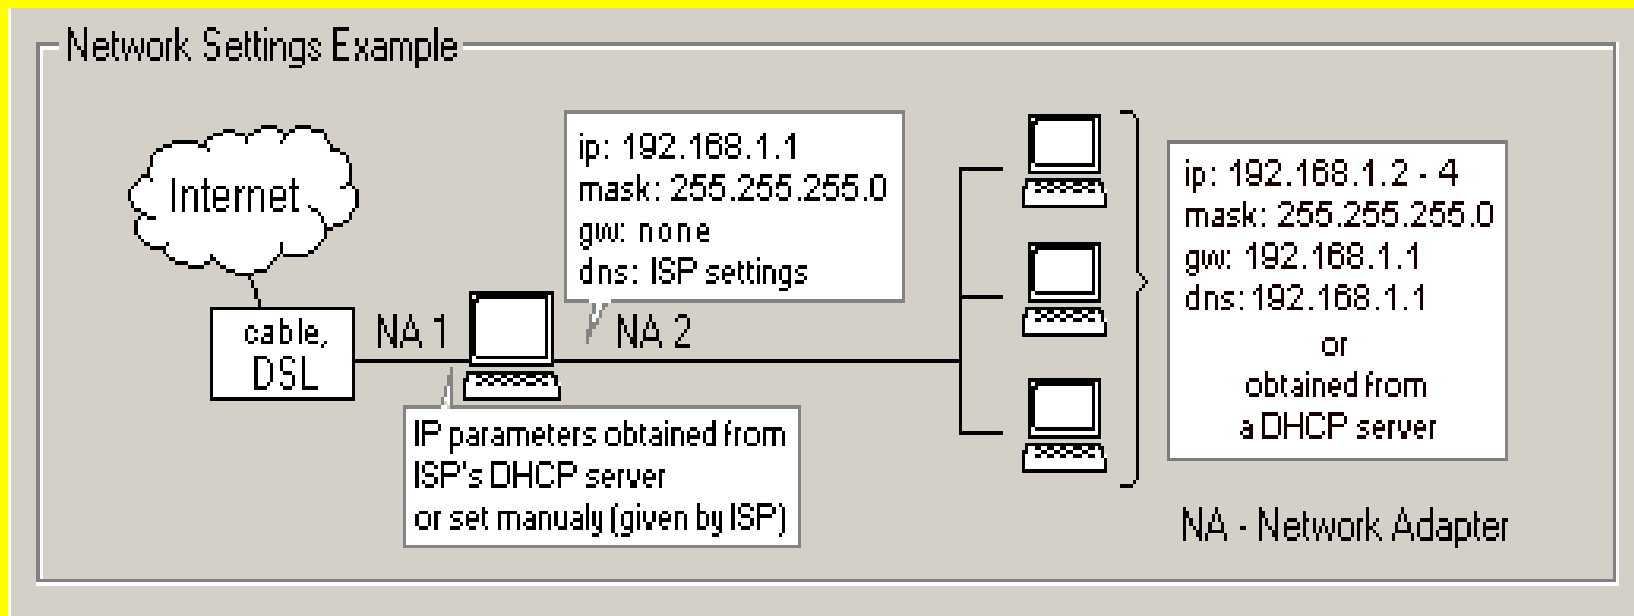 Network Settings Example
Internet
cable,
DSL
NA 1
ip: 192.168.1.1
mask: 255.255.255.0
gw: none
dns: ISP settings
NA 2
IP parameters obtained from
ISP's DHCP server
or set manualy (given by ISP)
ip: 192.168.1.2 - 4
mask: 255.255.255.0
gw: 192.168.1.1
dns: 192.168.1.1
or
obtained from
a DHCP server
NA - Network Adapter